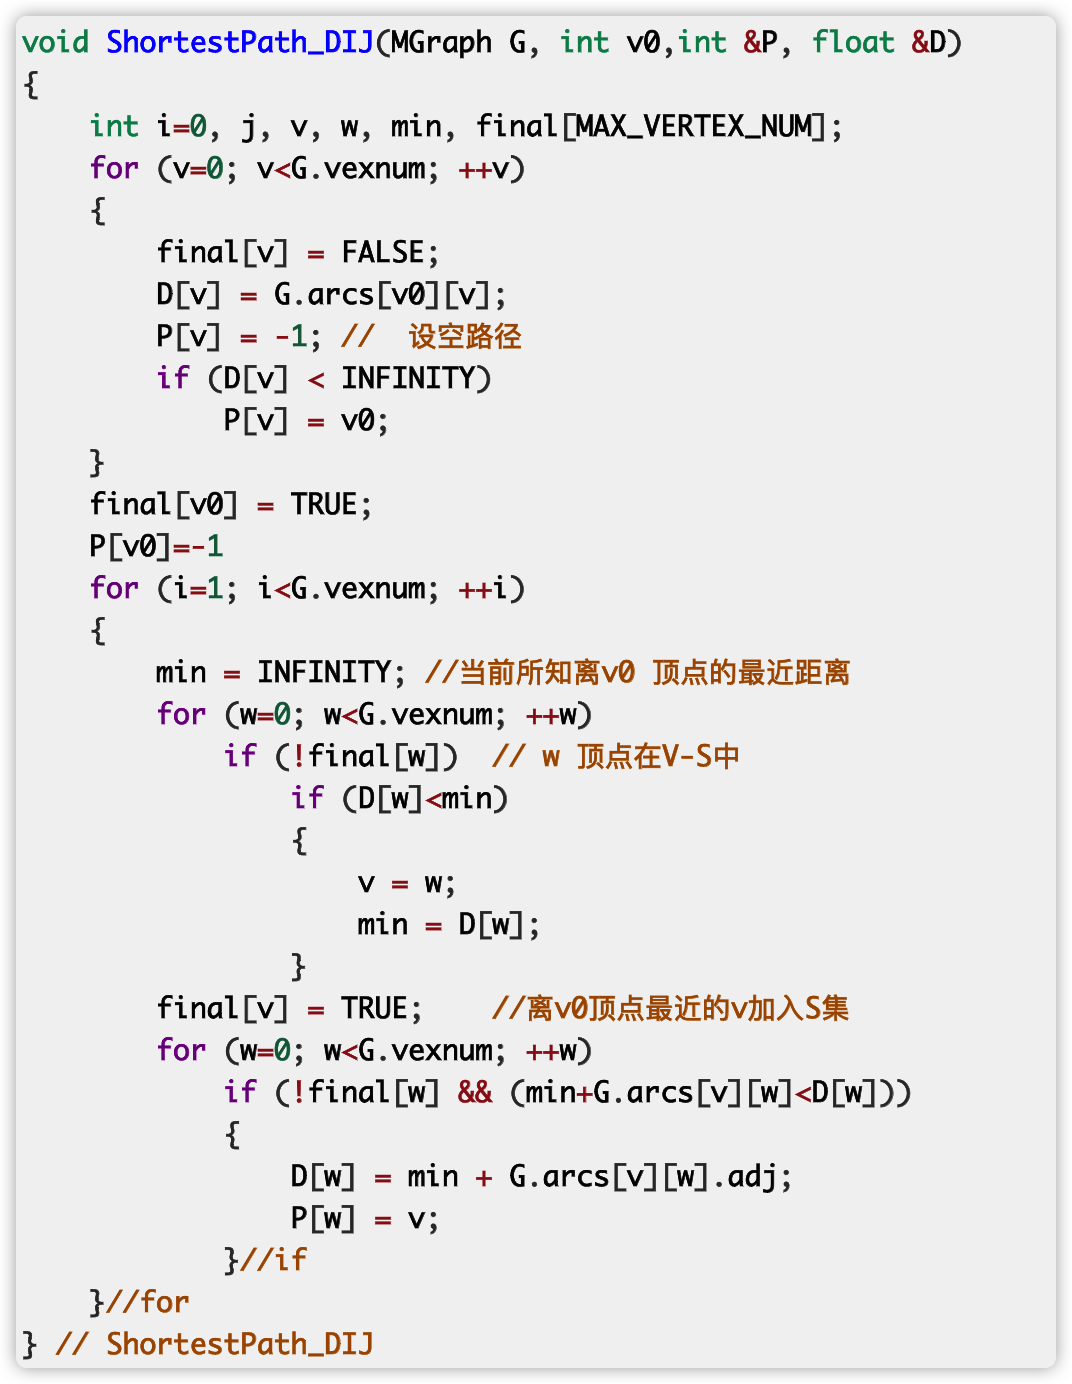 void ShortestPath_DIJ(MGraph G, int v0,int &P, float &D)
{
    int i=0, j, v, w, min, final[MAX_VERTEX_NUM];
    for (v=0; v<G.vexnum; ++v)
    {
        final[v] = FALSE;
        D[v] = G.arcs[v0][v];
        P[v] = -1; //  设空路径
        if (D[v] < INFINITY)
            P[v] = v0;
    }
    final[v0] = TRUE;
    P[v0]=-1
    for (i=1; i<G.vexnum; ++i)
    {
        min = INFINITY; //当前所知离v0 顶点的最近距离
        for (w=0; w<G.vexnum; ++w)
            if (!final[w])  // w 顶点在V-S中
                if (D[w]<min)
                {
                    v = w;
                    min = D[w];
                }
        final[v] = TRUE;    //离v0顶点最近的v加入S集
        for (w=0; w<G.vexnum; ++w)
            if (!final[w] && (min+G.arcs[v][w]<D[w]))
            {
                D[w] = min + G.arcs[v][w].adj;
                P[w] = v;
            }//if
    }//for
} // ShortestPath_DIJ